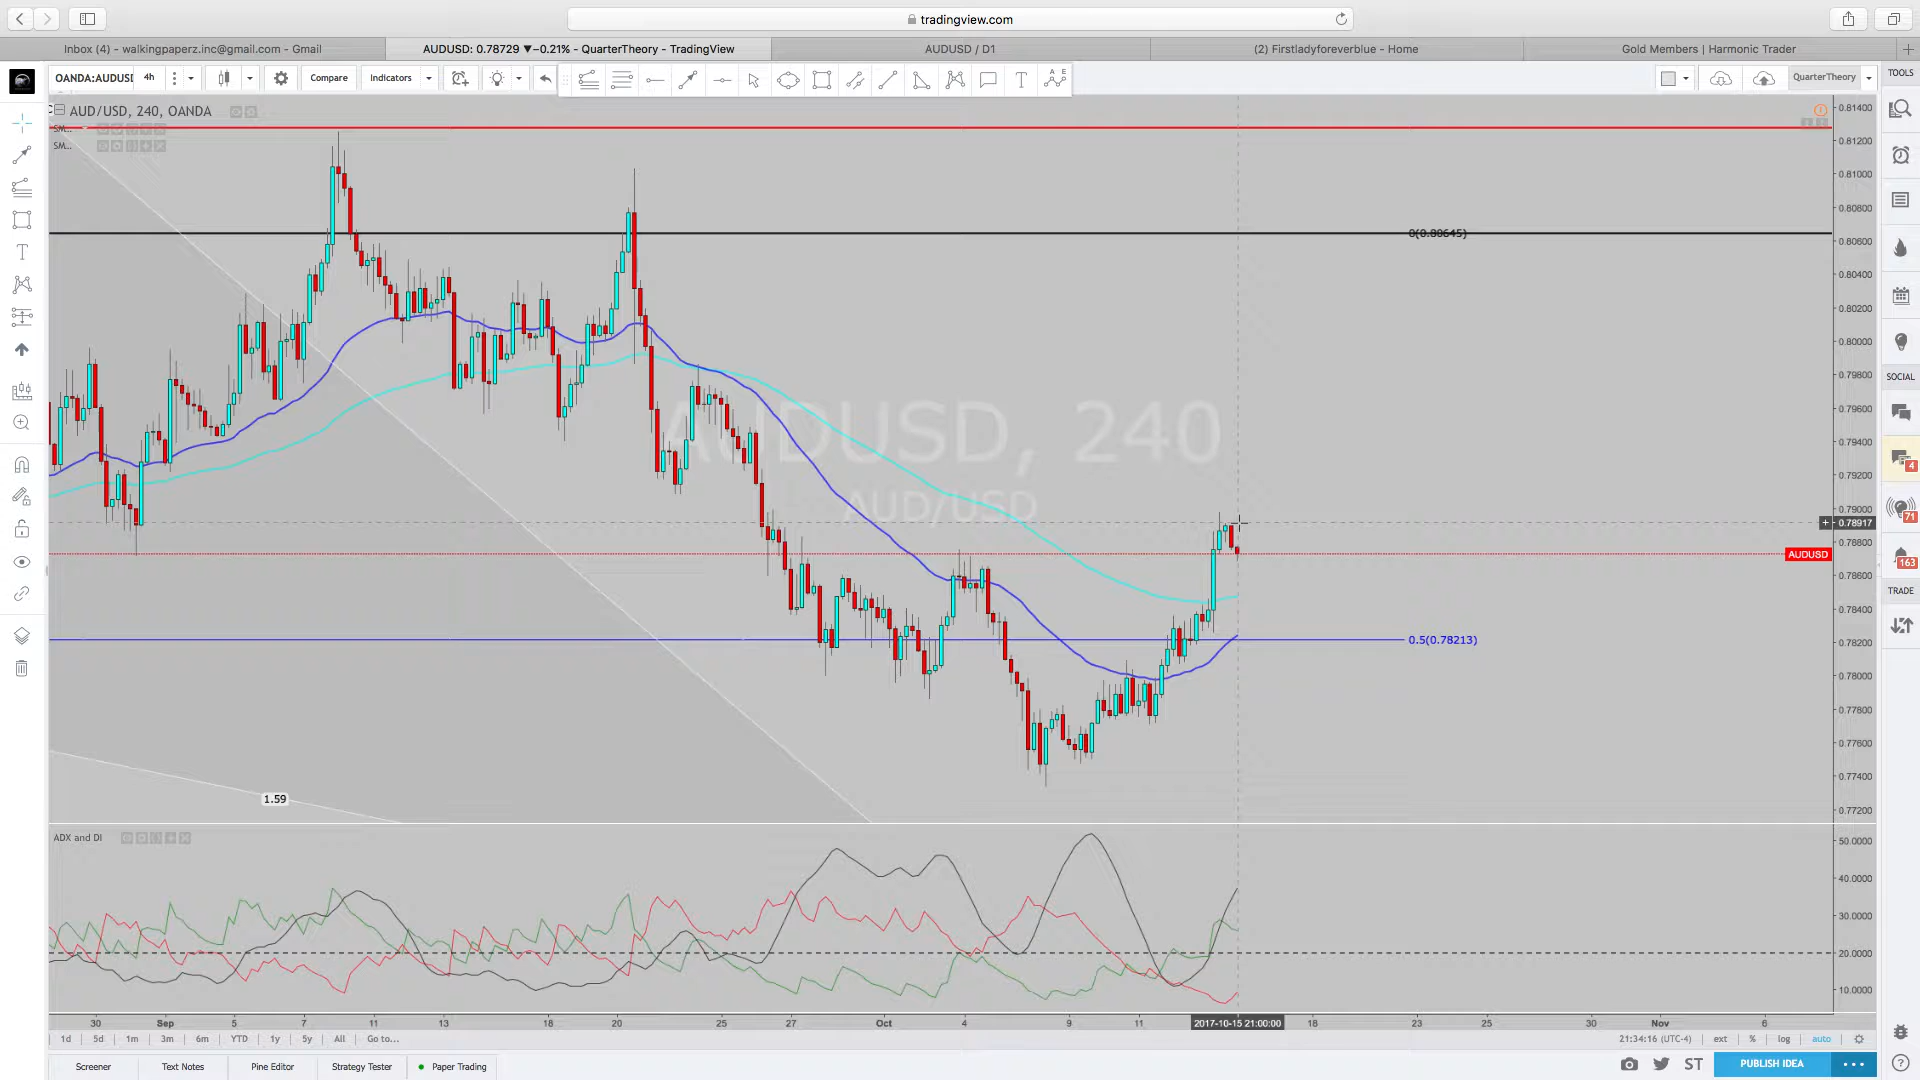 tradingview.com
Inbox (4) - walkingpaperz.inc@gmail.com - Gmail
AUDUSD: 0.78729 ▼−0.21% - QuarterTheory - TradingView
AUDUSD / D1
(2) Firstladyforeverblue - Home
Gold Members | Harmonic Trader
OANDA:AUDUSD
4h
Compare
Indicators
QuarterTheory
TOOLS
AUD/USD, 240, OANDA
SM...
SM...
AUDUSD, 240
AUD/USD
0(0.80645)
0.5(0.78213)
1.59
0.81400
0.81200
0.81000
0.80800
0.80600
0.80400
0.80200
0.80000
0.79800
0.79600
0.79400
0.79200
0.79000
0.78917
0.78800
AUDUSD
0.78600
0.78400
0.78200
0.78000
0.77800
0.77600
0.77400
0.77200
SOCIAL
4
71
163
TRADE
ADX and DI
50.0000
40.0000
30.0000
20.0000
10.0000
30
Sep
5
7
11
13
18
20
25
27
Oct
4
9
11
2017-10-15 21:00:00
18
23
25
30
Nov
6
1d
5d
1m
3m
6m
YTD
1y
5y
All
Go to...
21:34:16 (UTC-4)
ext
%
log
auto
Screener
Text Notes
Pine Editor
Strategy Tester
Paper Trading
ST
PUBLISH IDEA